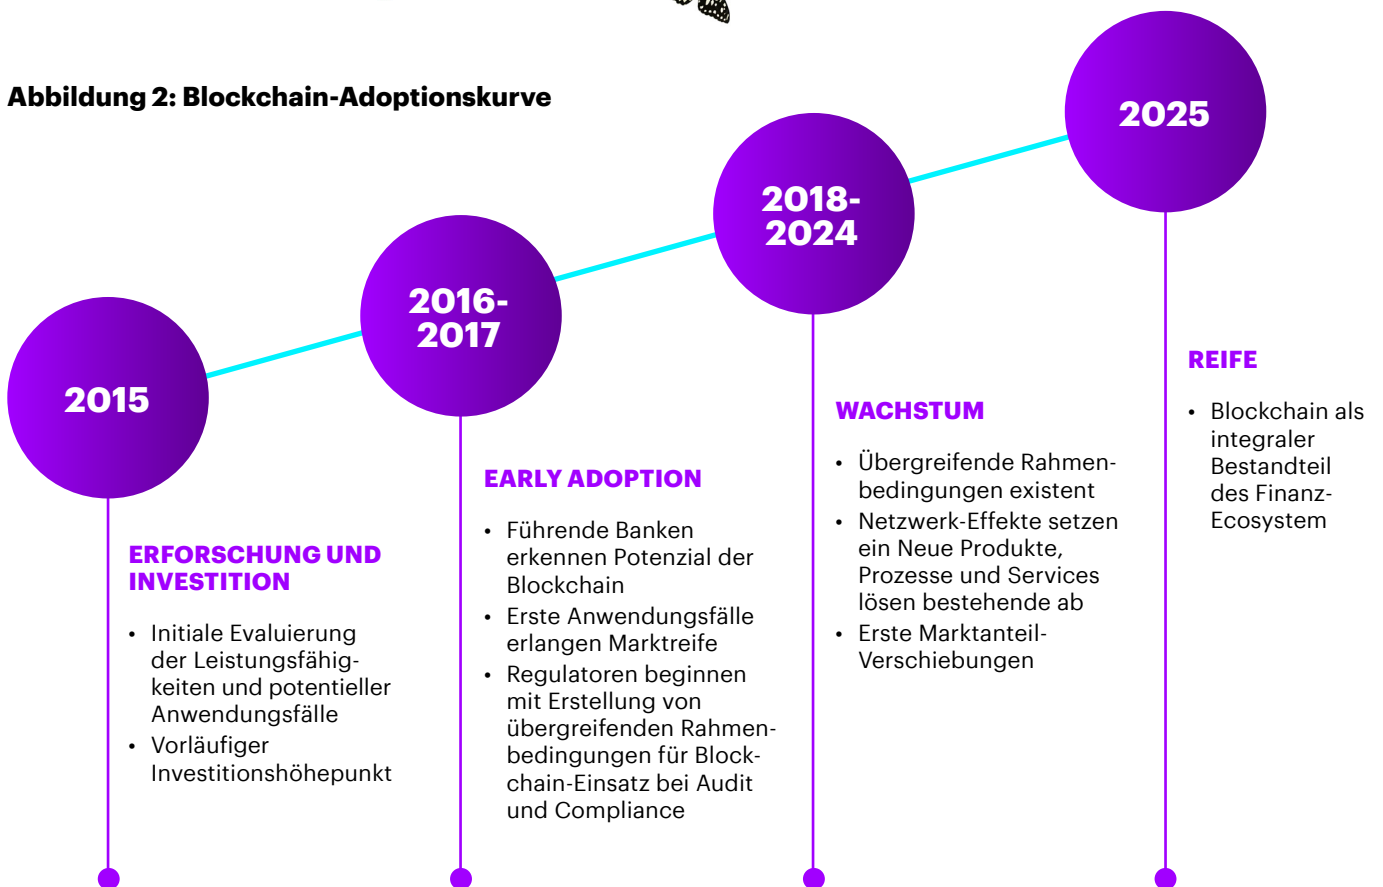 Abbildung 2: Blockchain-Adoptionskurve
2015
ERFORSCHUNG UND
INVESTITION
• Initiale Evaluierung
der Leistungsfähig-
keiten und potentieller
Anwendungsfälle
• Vorläufiger
Investitionshöhepunkt
2016-
2017
EARLY ADOPTION
• Führende Banken
erkennen Potenzial der
Blockchain
• Erste Anwendungsfälle
erlangen Marktreife
• Regulatoren beginnen
mit Erstellung von
übergreifenden Rahmen-
bedingungen für Block-
chain-Einsatz bei Audit
und Compliance
2018-
2024
WACHSTUM
• Übergreifende Rahmen-
bedingungen existent
• Netzwerk-Effekte setzen
ein Neue Produkte,
Prozesse und Services
lösen bestehende ab
• Erste Marktanteil-
Verschiebungen
2025
REIFE
• Blockchain als
integraler
Bestandteil
des Finanz-
Ecosystem